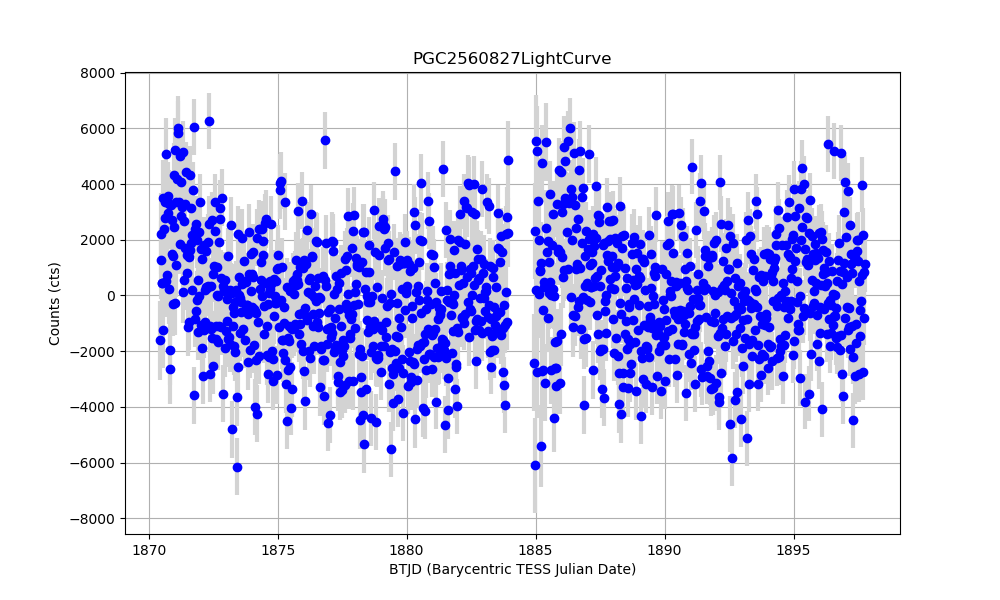 PGC2560827LightCurve
8000
6000
4000
2000
0
−2000
−4000
−6000
−8000
Counts (cts)
1870 1875 1880 1885 1890 1895
BTJD (Barycentric TESS Julian Date)